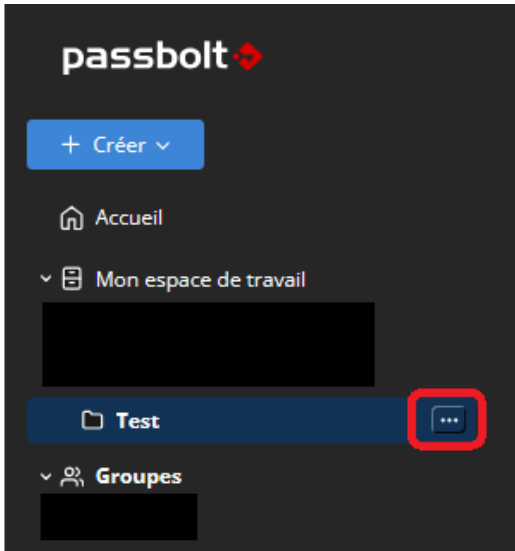 passbolt
+ Créer
Accueil
Mon espace de travail
Test
...
Groupes